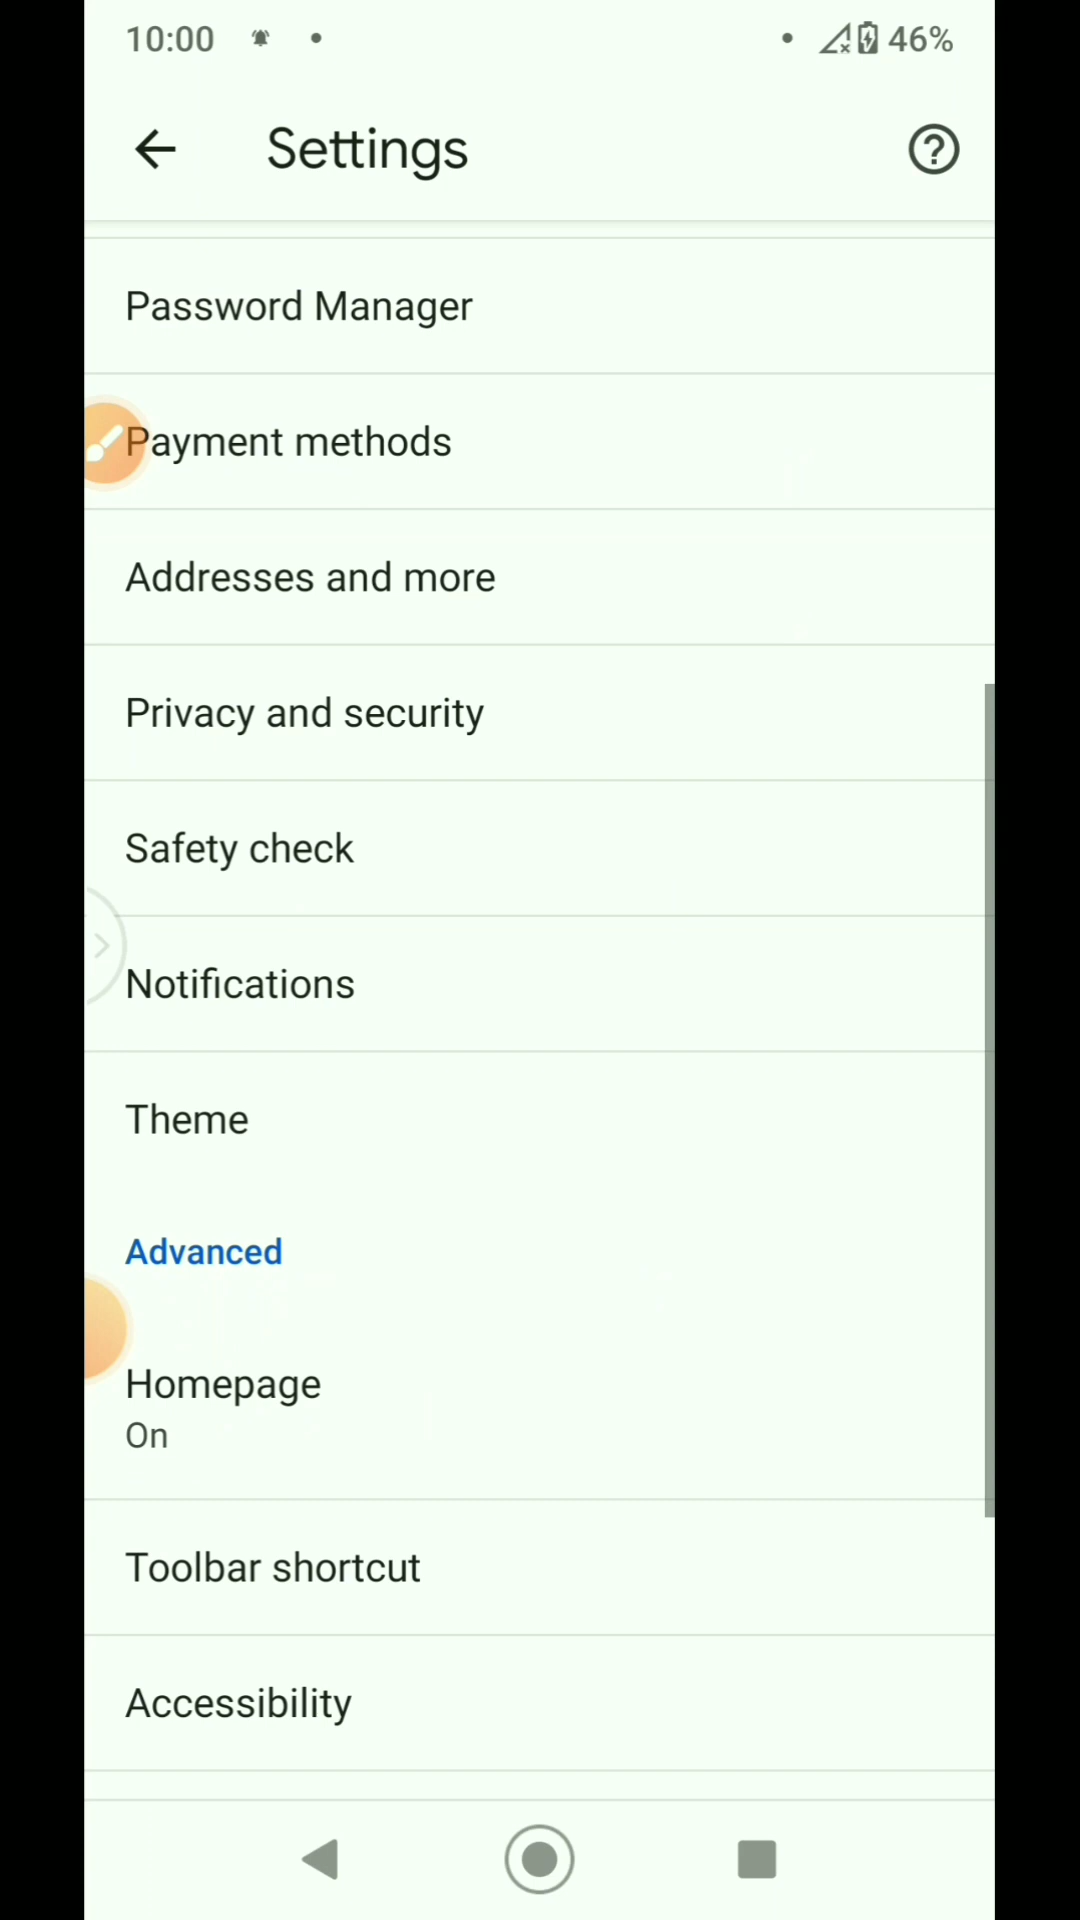 10:00 46%
Settings
Password Manager
Payment methods
Addresses and more
Privacy and security
Safety check
Notifications
Theme
Advanced
Homepage
On
Toolbar shortcut
Accessibility